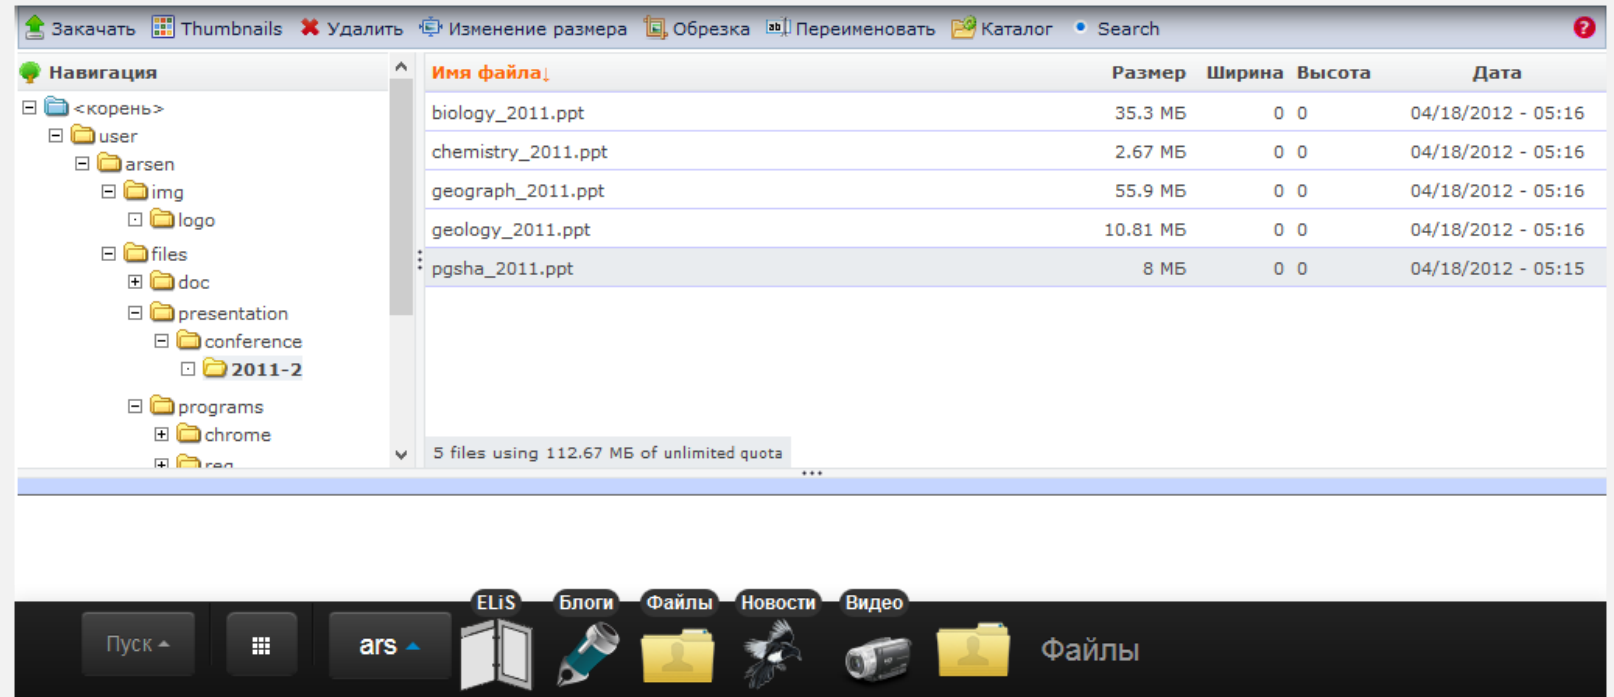 Закачать Thumbnails Удалить Изменение размера Обрезка Переименовать Каталог Search
Навигация
<корень>
user
arsen
img
logo
files
doc
presentation
conference
2011-2
programs
chrome
reg
Имя файла↓ Размер Ширина Высота Дата
biology_2011.ppt 35.3 МБ 0 0 04/18/2012 - 05:16
chemistry_2011.ppt 2.67 МБ 0 0 04/18/2012 - 05:16
geograph_2011.ppt 55.9 МБ 0 0 04/18/2012 - 05:16
geology_2011.ppt 10.81 МБ 0 0 04/18/2012 - 05:16
pgsha_2011.ppt 8 МБ 0 0 04/18/2012 - 05:15
5 files using 112.67 МБ of unlimited quota
ELiS Блоги Файлы Новости Видео
Пуск ars Файлы